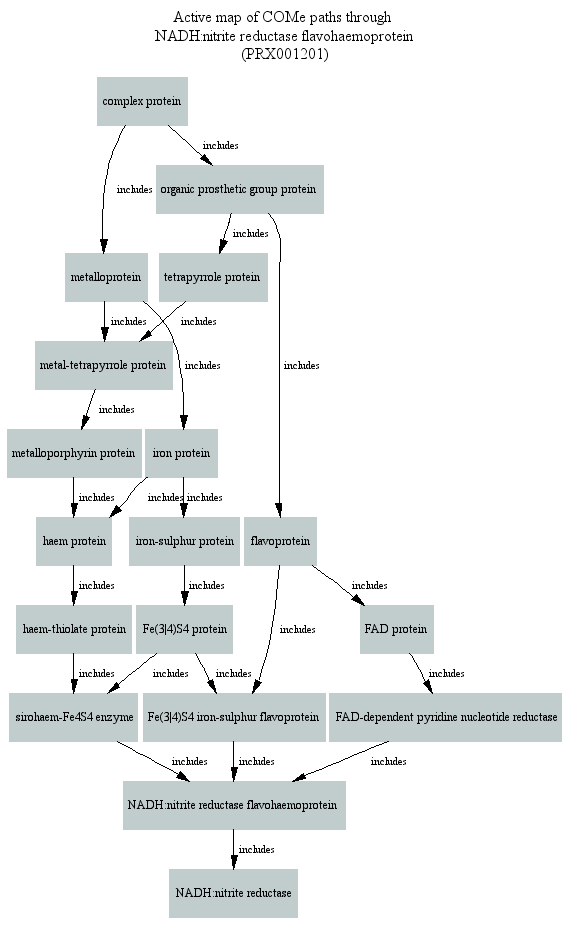 Active map of COMe paths through
NADH:nitrite reductase flavohaemoprotein
(PRX001201)
complex protein
includes
includes
organic prosthetic group protein
includes
metalloprotein
tetrapyrrole protein
includes
includes
includes
includes
metal-tetrapyrrole protein
includes
metalloporphyrin protein
iron protein
includes
includes
includes
haem protein
iron-sulphur protein
flavoprotein
includes
includes
includes
haem-thiolate protein
Fe(3|4)S4 protein
includes
FAD protein
includes
includes
includes
includes
sirohaem-Fe4S4 enzyme
Fe(3|4)S4 iron-sulphur flavoprotein
FAD-dependent pyridine nucleotide reductase
includes
includes
includes
NADH:nitrite reductase flavohaemoprotein
includes
NADH:nitrite reductase